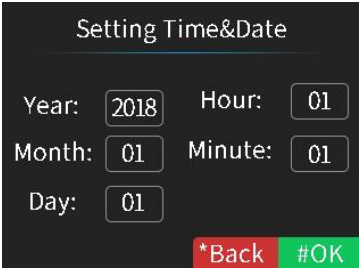 Setting Time&Date
Year: 2018 Hour: 01
Month: 01 Minute: 01
Day: 01
*Back #OK